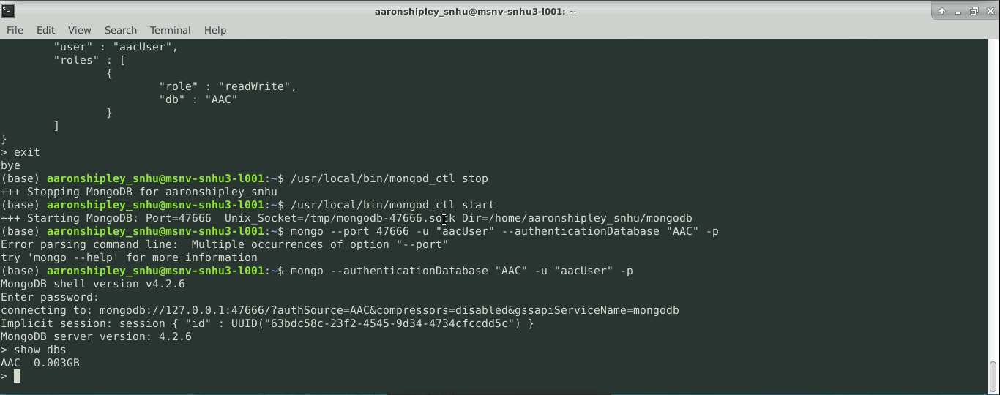 aaronshipley_snhu@msnv-snhu3-l001: ~
File Edit View Search Terminal Help
"user" : "aacUser",
"roles" : [
{
"role" : "readWrite",
"db" : "AAC"
}
]
}
> exit
bye
(base) aaronshipley_snhu@msnv-snhu3-l001:~$ /usr/local/bin/mongod_ctl stop
+++ Stopping MongoDB for aaronshipley_snhu
(base) aaronshipley_snhu@msnv-snhu3-l001:~$ /usr/local/bin/mongod_ctl start
+++ Starting MongoDB: Port=47666  Unix_Socket=/tmp/mongodb-47666.sock Dir=/home/aaronshipley_snhu/mongodb
(base) aaronshipley_snhu@msnv-snhu3-l001:~$ mongo --port 47666 -u "aacUser" --authenticationDatabase "AAC" -p
Error parsing command line:  Multiple occurrences of option "--port"
try 'mongo --help' for more information
(base) aaronshipley_snhu@msnv-snhu3-l001:~$ mongo --authenticationDatabase "AAC" -u "aacUser" -p
MongoDB shell version v4.2.6
Enter password:
connecting to: mongodb://127.0.0.1:47666/?authSource=AAC&compressors=disabled&gssapiServiceName=mongodb
Implicit session: session { "id" : UUID("63bdc58c-23f2-4545-9d34-4734cfccdd5c") }
MongoDB server version: 4.2.6
> show dbs
AAC  0.003GB
>